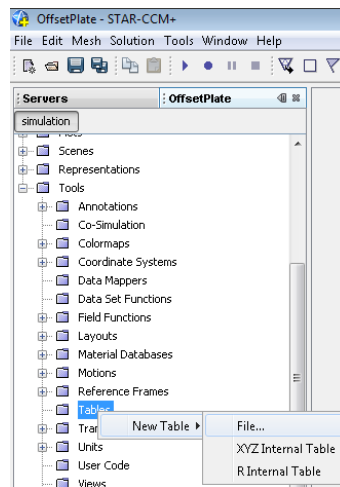 OffsetPlate - STAR-CCM+
File Edit Mesh Solution Tools Window Help
Servers
OffsetPlate
simulation
Scenes
Representations
Tools
Annotations
Co-Simulation
Colormaps
Coordinate Systems
Data Mappers
Data Set Functions
Field Functions
Layouts
Material Databases
Motions
Reference Frames
Tables
New Table
File...
XYZ Internal Table
R Internal Table
Units
User Code
Views